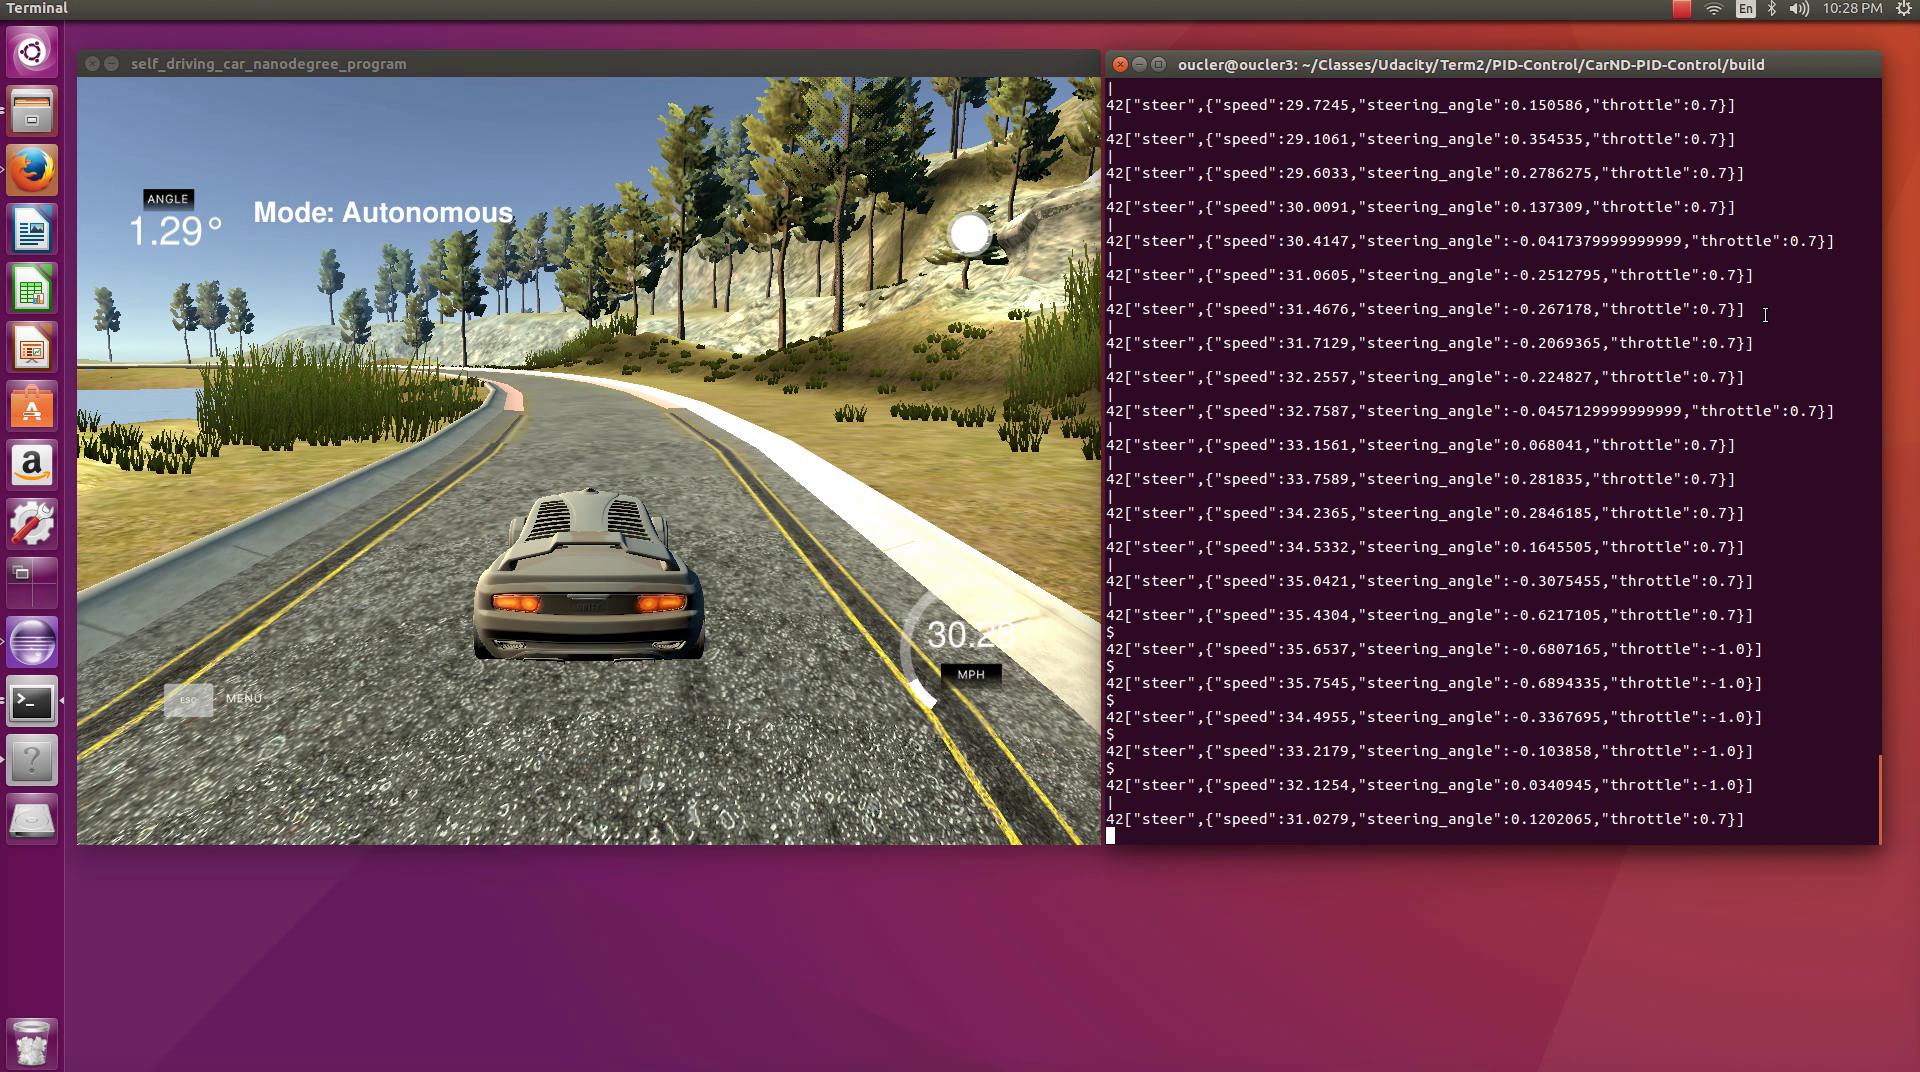 Terminal
En
10:28 PM
self_driving_car_nanodegree_program
ANGLE
1.29°
Mode: Autonomous
30.28
MPH
ESC MENU
oucler@oucler3: ~/Classes/Udacity/Term2/PID-Control/CarND-PID-Control/build
|
42["steer",{"speed":29.7245,"steering_angle":0.150586,"throttle":0.7}]
|
42["steer",{"speed":29.1061,"steering_angle":0.354535,"throttle":0.7}]
|
42["steer",{"speed":29.6033,"steering_angle":0.2786275,"throttle":0.7}]
|
42["steer",{"speed":30.0091,"steering_angle":0.137309,"throttle":0.7}]
|
42["steer",{"speed":30.4147,"steering_angle":-0.0417379999999999,"throttle":0.7}]
|
42["steer",{"speed":31.0605,"steering_angle":-0.2512795,"throttle":0.7}]
|
42["steer",{"speed":31.4676,"steering_angle":-0.267178,"throttle":0.7}]
|
42["steer",{"speed":31.7129,"steering_angle":-0.2069365,"throttle":0.7}]
|
42["steer",{"speed":32.2557,"steering_angle":-0.224827,"throttle":0.7}]
|
42["steer",{"speed":32.7587,"steering_angle":-0.0457129999999999,"throttle":0.7}]
|
42["steer",{"speed":33.1561,"steering_angle":0.068041,"throttle":0.7}]
|
42["steer",{"speed":33.7589,"steering_angle":0.281835,"throttle":0.7}]
|
42["steer",{"speed":34.2365,"steering_angle":0.2846185,"throttle":0.7}]
|
42["steer",{"speed":34.5332,"steering_angle":0.1645505,"throttle":0.7}]
|
42["steer",{"speed":35.0421,"steering_angle":-0.3075455,"throttle":0.7}]
|
42["steer",{"speed":35.4304,"steering_angle":-0.6217105,"throttle":0.7}]
$
42["steer",{"speed":35.6537,"steering_angle":-0.6807165,"throttle":-1.0}]
$
42["steer",{"speed":35.7545,"steering_angle":-0.6894335,"throttle":-1.0}]
$
42["steer",{"speed":34.4955,"steering_angle":-0.3367695,"throttle":-1.0}]
$
42["steer",{"speed":33.2179,"steering_angle":-0.103858,"throttle":-1.0}]
$
42["steer",{"speed":32.1254,"steering_angle":0.0340945,"throttle":-1.0}]
|
42["steer",{"speed":31.0279,"steering_angle":0.1202065,"throttle":0.7}]